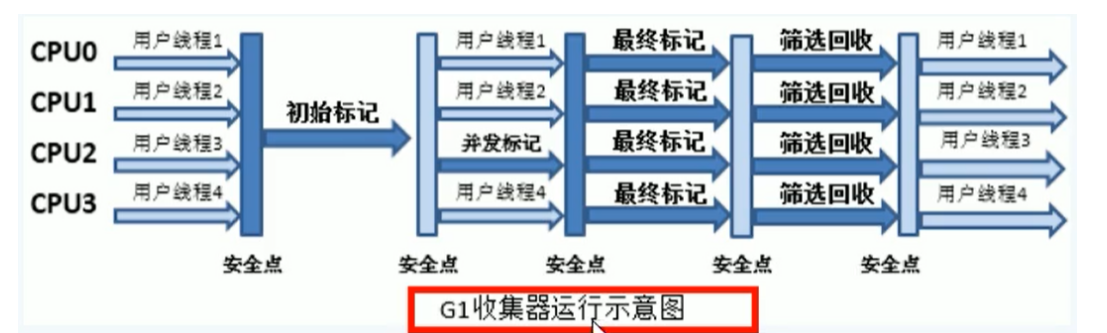 CPU0 用户线程1 用户线程1 最终标记 筛选回收 用户线程1
CPU1 用户线程2 初始标记 用户线程2 最终标记 筛选回收 用户线程2
CPU2 用户线程3 并发标记 最终标记 筛选回收 用户线程3
CPU3 用户线程4 用户线程4 最终标记 筛选回收 用户线程4
安全点 安全点 安全点 安全点 安全点
G1收集器运行示意图